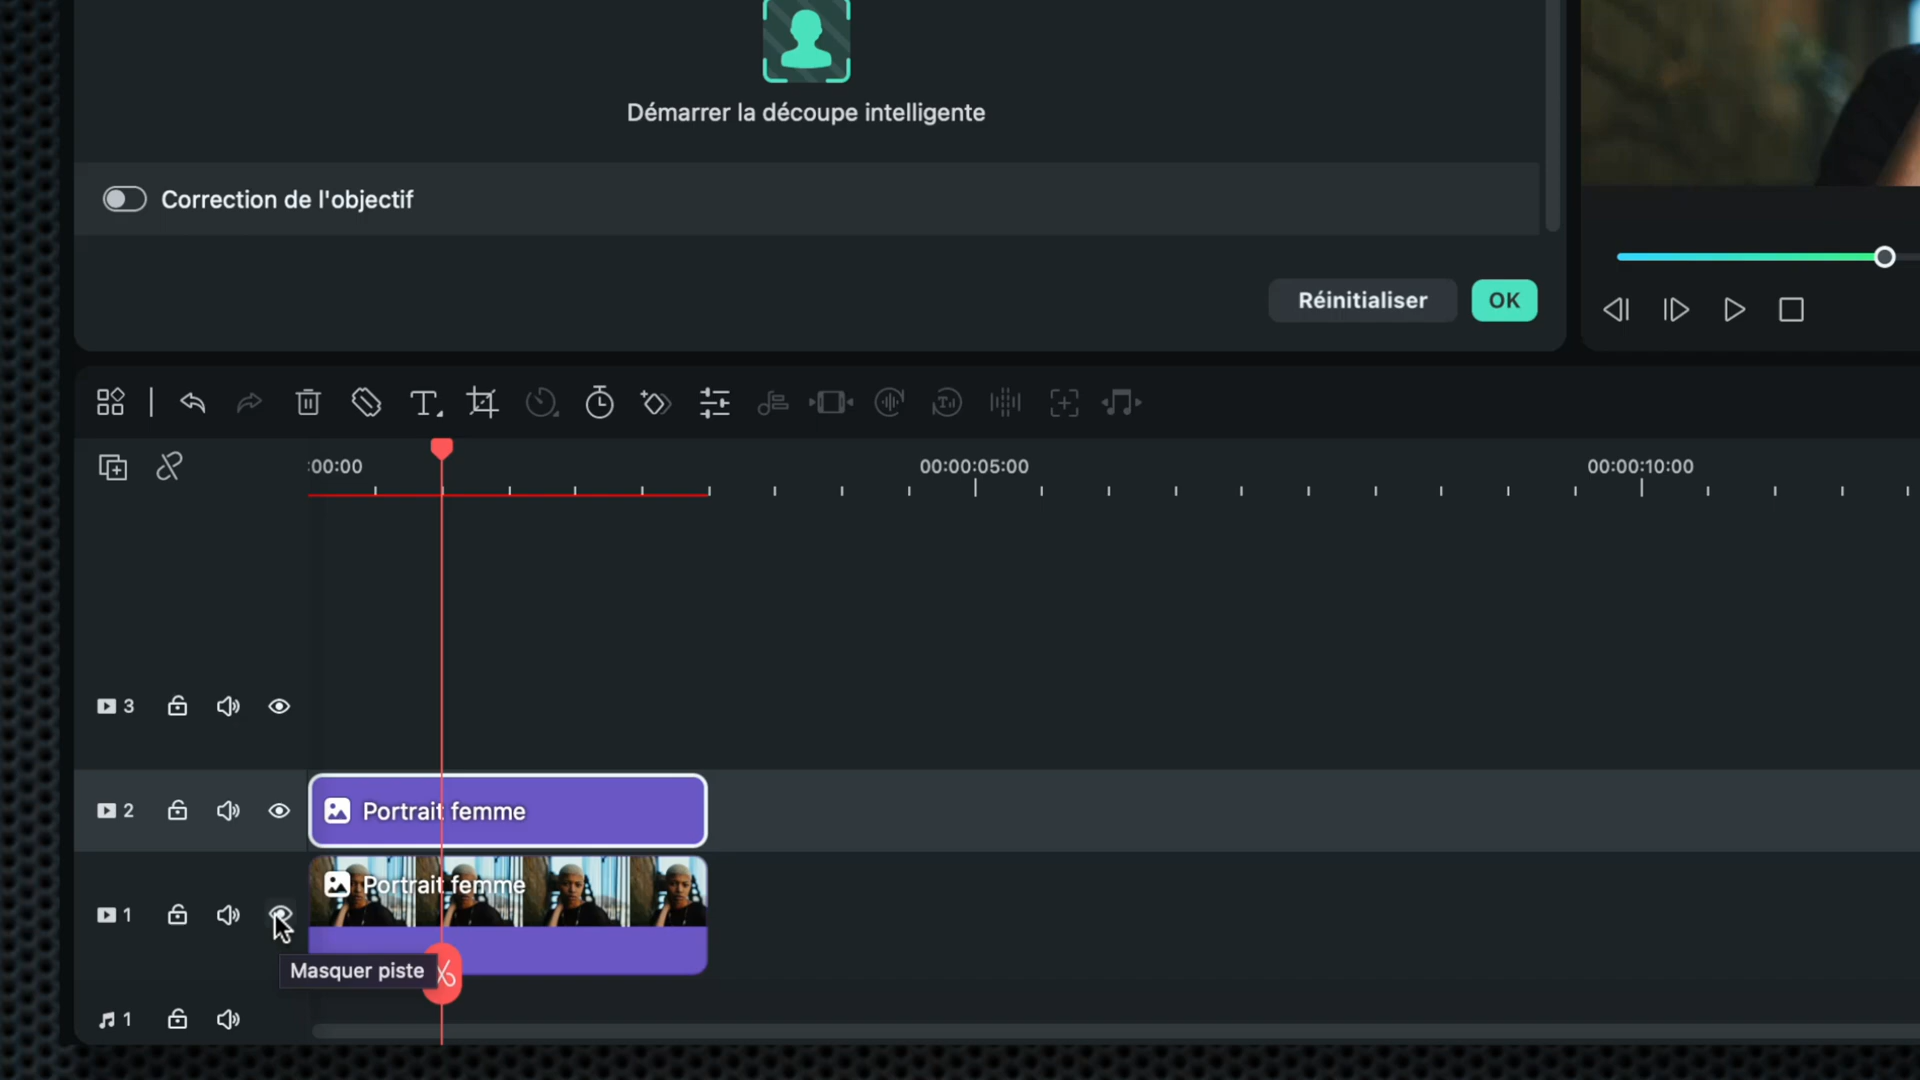 Démarrer la découpe intelligente
Correction de l'objectif
Réinitialiser
OK
:00:00
00:00:05:00
00:00:10:00
3
2
Portrait femme
1
Portrait femme
Masquer piste
1